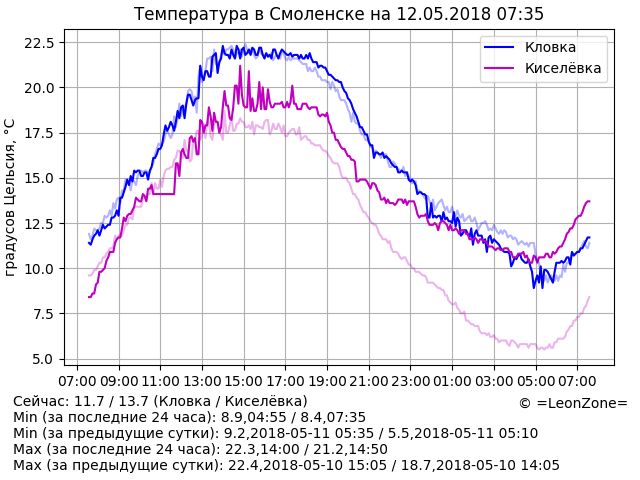 Температура в Смоленске на 12.05.2018 07:35
градусов Цельсия, °C
22.5
20.0
17.5
15.0
12.5
10.0
7.5
5.0
Кловка
Киселёвка
07:00 09:00 11:00 13:00 15:00 17:00 19:00 21:00 23:00 01:00 03:00 05:00 07:00
Сейчас: 11.7 / 13.7 (Кловка / Киселёвка)
© =LeonZone=
Min (за последние 24 часа): 8.9,04:55 / 8.4,07:35
Min (за предыдущие сутки): 9.2,2018-05-11 05:35 / 5.5,2018-05-11 05:10
Max (за последние 24 часа): 22.3,14:00 / 21.2,14:50
Max (за предыдущие сутки): 22.4,2018-05-10 15:05 / 18.7,2018-05-10 14:05